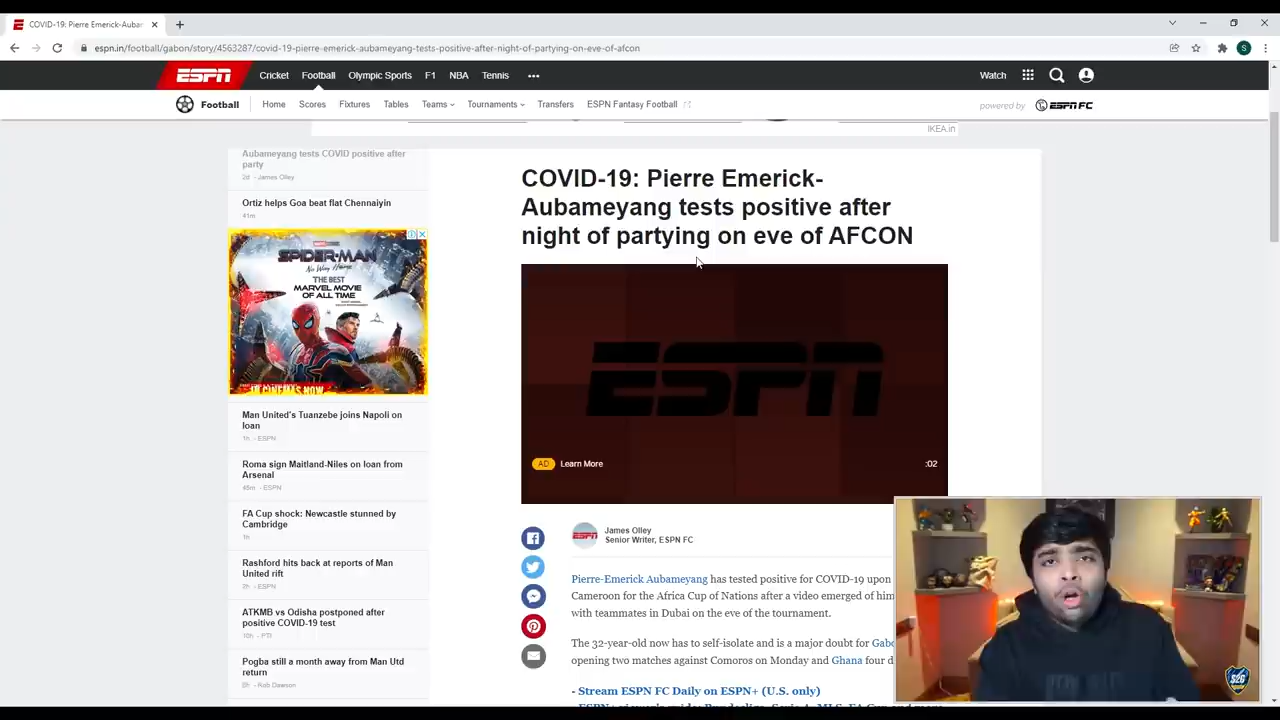 COVID-19: Pierre Emerick-Aubar
espn.in/football/gabon/story/4563287/covid-19-pierre-emerick-aubameyang-tests-positive-after-night-of-partying-on-eve-of-afcon
S
ESPN
Cricket
Football
Olympic Sports
F1
NBA
Tennis
Watch
Football
Home
Scores
Fixtures
Tables
Teams
Tournaments
Transfers
ESPN Fantasy Football
powered by ESPN FC
IKEA.in
Aubameyang tests COVID positive after
party
2d - James Olley
Ortiz helps Goa beat flat Chennaiyin
41m
SPIDER-MAN
No Way Home
THE BEST
MARVEL MOVIE
OF ALL TIME
IN CINEMAS NOW
Man United's Tuanzebe joins Napoli on
loan
1h - ESPN
Roma sign Maitland-Niles on loan from
Arsenal
45m - ESPN
FA Cup shock: Newcastle stunned by
Cambridge
1h
Rashford hits back at reports of Man
United rift
2h - ESPN
ATKMB vs Odisha postponed after
positive COVID-19 test
10h - PTI
Pogba still a month away from Man Utd
return
8h - Rob Dawson
COVID-19: Pierre Emerick-
Aubameyang tests positive after
night of partying on eve of AFCON
ESPN
AD Learn More
:02
James Olley
Senior Writer, ESPN FC
Pierre-Emerick Aubameyang has tested positive for COVID-19 upon
Cameroon for the Africa Cup of Nations after a video emerged of him
with teammates in Dubai on the eve of the tournament.
The 32-year-old now has to self-isolate and is a major doubt for Gabo
opening two matches against Comoros on Monday and Ghana four d
- Stream ESPN FC Daily on ESPN+ (U.S. only)